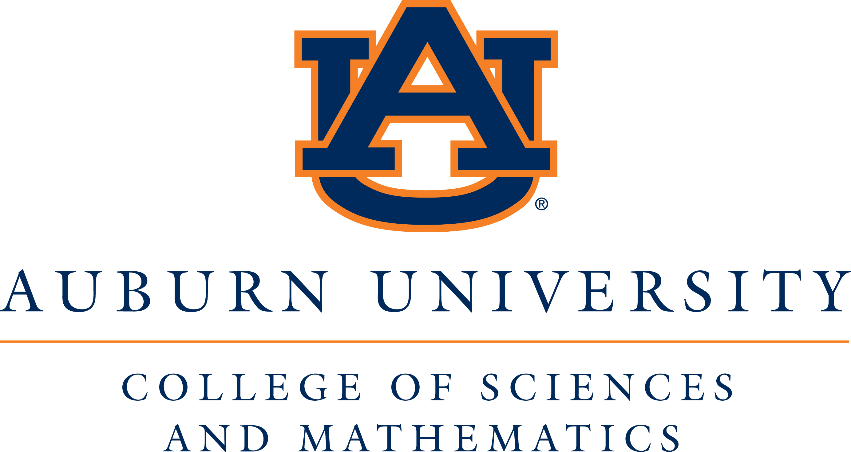 AU
®
AUBURN UNIVERSITY
COLLEGE OF SCIENCES
AND MATHEMATICS